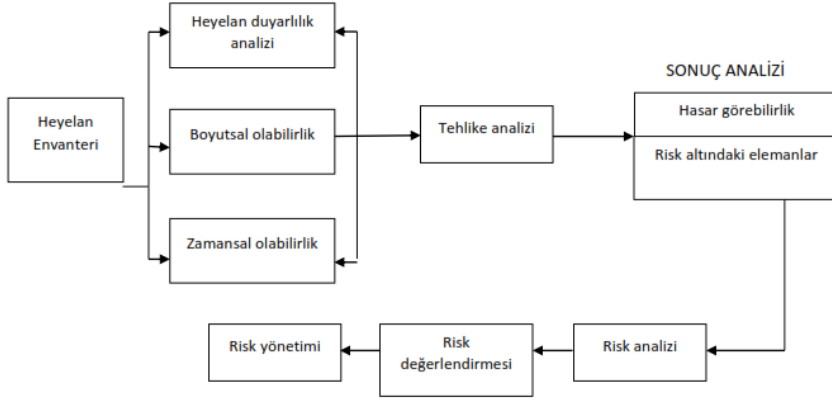 Heyelan duyarlılık
analizi
Heyelan
Envanteri
Boyutsal olabilirlik
Zamansal olabilirlik
Tehlike analizi
SONUÇ ANALİZİ
Hasar görebilirlik
Risk altındaki elemanlar
Risk analizi
Risk
değerlendirmesi
Risk yönetimi